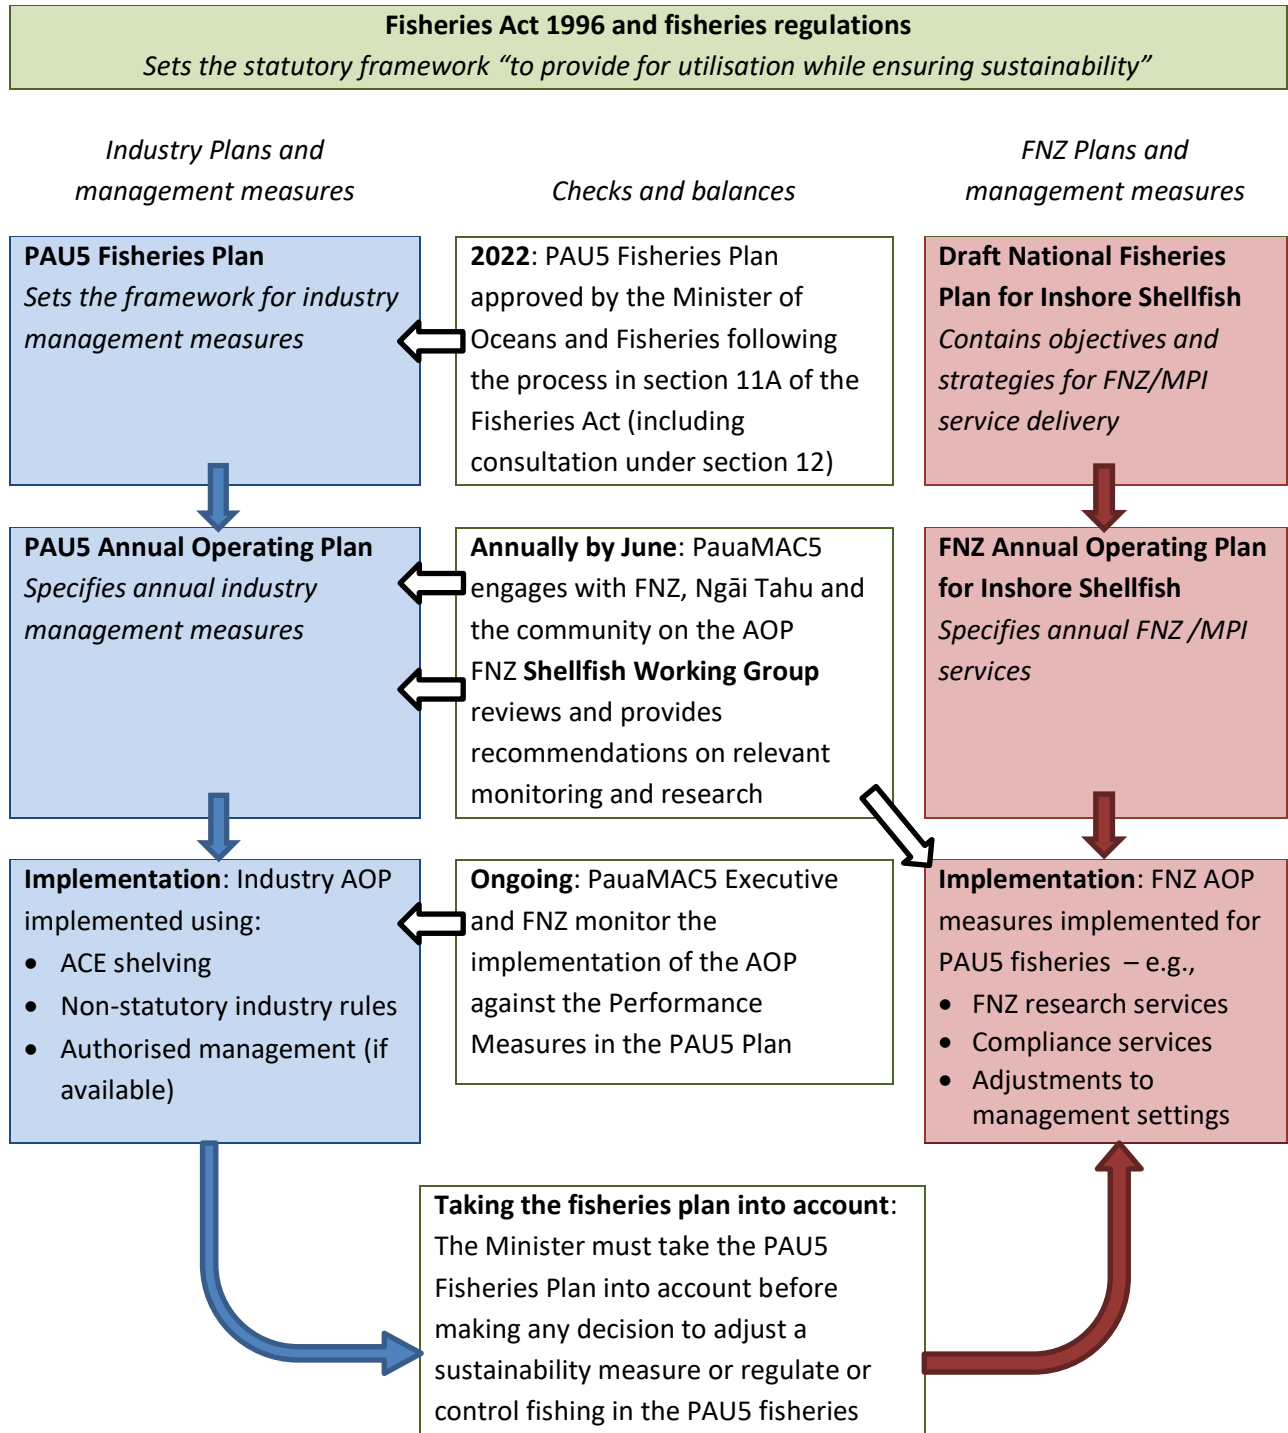 Fisheries Act 1996 and fisheries regulations
Sets the statutory framework “to provide for utilisation while ensuring sustainability”
Industry Plans and
management measures
Checks and balances
FNZ Plans and
management measures
PAU5 Fisheries Plan
Sets the framework for industry
management measures
2022: PAU5 Fisheries Plan
approved by the Minister of
Oceans and Fisheries following
the process in section 11A of the
Fisheries Act (including
consultation under section 12)
Draft National Fisheries
Plan for Inshore Shellfish
Contains objectives and
strategies for FNZ/MPI
service delivery
PAU5 Annual Operating Plan
Specifies annual industry
management measures
Annually by June: PauaMAC5
engages with FNZ, Ngāi Tahu and
the community on the AOP
FNZ Shellfish Working Group
reviews and provides
recommendations on relevant
monitoring and research
FNZ Annual Operating Plan
for Inshore Shellfish
Specifies annual FNZ /MPI
services
Implementation: Industry AOP
implemented using:
• ACE shelving
• Non-statutory industry rules
• Authorised management (if
available)
Ongoing: PauaMAC5 Executive
and FNZ monitor the
implementation of the AOP
against the Performance
Measures in the PAU5 Plan
Implementation: FNZ AOP
measures implemented for
PAU5 fisheries – e.g.,
• FNZ research services
• Compliance services
• Adjustments to
management settings
Taking the fisheries plan into account:
The Minister must take the PAU5
Fisheries Plan into account before
making any decision to adjust a
sustainability measure or regulate or
control fishing in the PAU5 fisheries